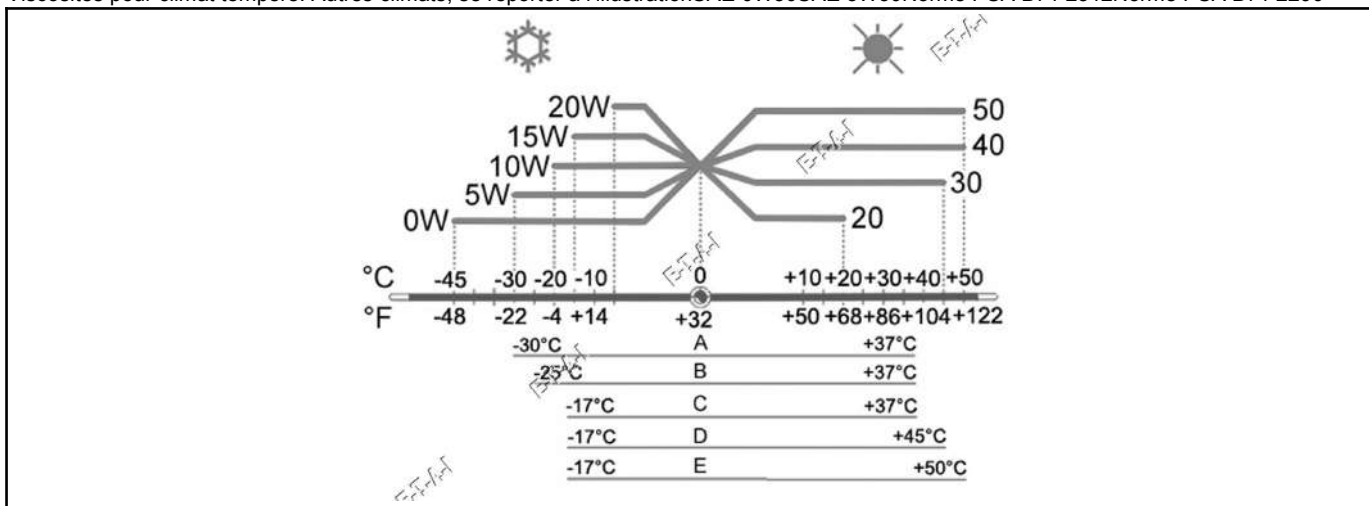 20W 50
15W 40
10W 30
5W
0W 20
°C -45 -30 -20 -10 0 +10 +20 +30 +40 +50
°F -48 -22 -4 +14 +32 +50 +68 +86 +104 +122
-30°C A +37°C
-25°C B +37°C
-17°C C +37°C
-17°C D +45°C
-17°C E +50°C
E-T-A-I
E-T-A-I
E-T-A-I
E-T-A-I
E-T-A-I